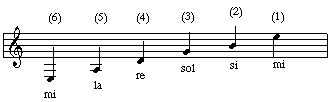 (6) (5) (4) (3) (2) (1)
mi la re sol si mi